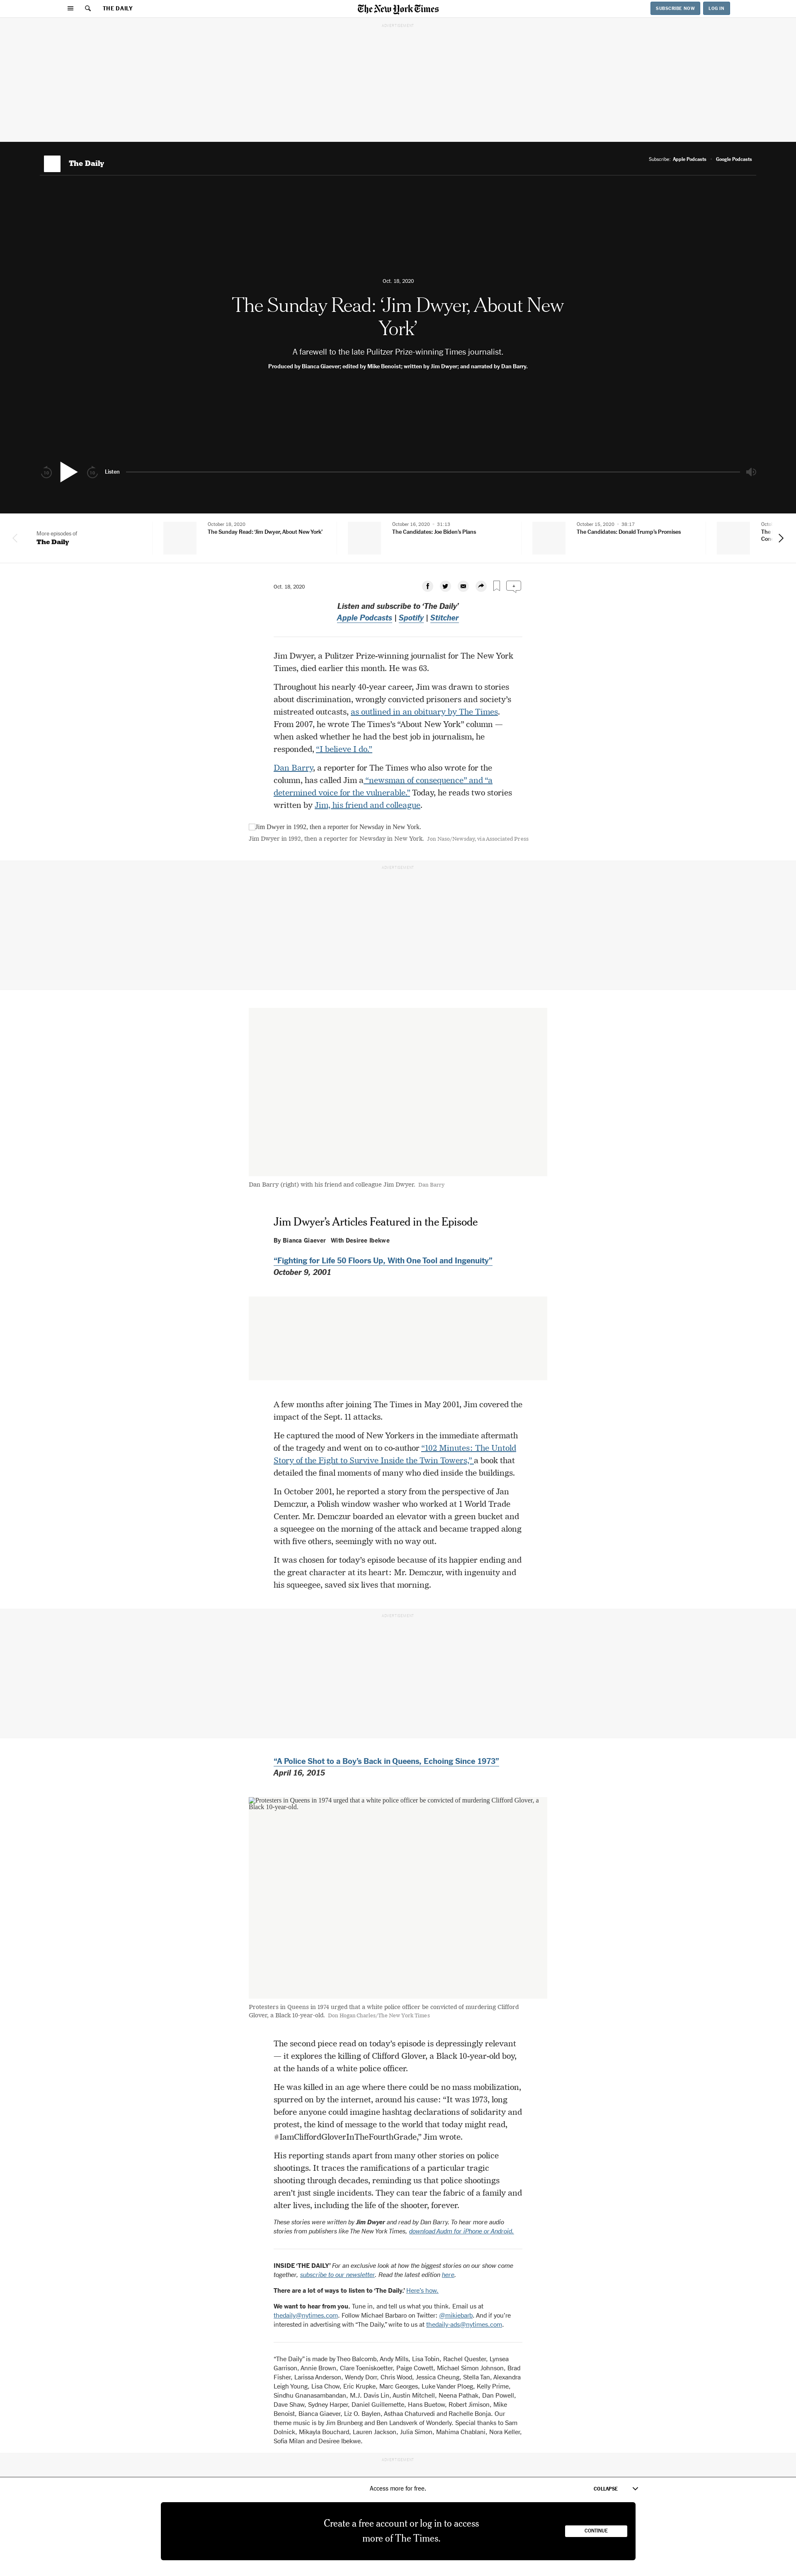 THE DAILY
The New York Times
SUBSCRIBE NOW
LOG IN
ADVERTISEMENT
The Daily
Subscribe: Apple Podcasts · Google Podcasts
Oct. 18, 2020
The Sunday Read: ‘Jim Dwyer, About New
York’
A farewell to the late Pulitzer Prize-winning Times journalist.
Produced by Bianca Giaever; edited by Mike Benoist; written by Jim Dwyer; and narrated by Dan Barry.
Listen
More episodes of
The Daily
October 18, 2020
The Sunday Read: ‘Jim Dwyer, About New York’
October 16, 2020 · 31:13
The Candidates: Joe Biden’s Plans
October 15, 2020 · 38:17
The Candidates: Donald Trump’s Promises
Oct. 18, 2020
Listen and subscribe to ‘The Daily’
Apple Podcasts | Spotify | Stitcher
Jim Dwyer, a Pulitzer Prize-winning journalist for The New York
Times, died earlier this month. He was 63.
Throughout his nearly 40-year career, Jim was drawn to stories
about discrimination, wrongly convicted prisoners and society’s
mistreated outcasts, as outlined in an obituary by The Times.
From 2007, he wrote The Times’s “About New York” column —
when asked whether he had the best job in journalism, he
responded, “I believe I do.”
Dan Barry, a reporter for The Times who also wrote for the
column, has called Jim a “newsman of consequence” and “a
determined voice for the vulnerable.” Today, he reads two stories
written by Jim, his friend and colleague.
Jim Dwyer in 1992, then a reporter for Newsday in New York.
Jim Dwyer in 1992, then a reporter for Newsday in New York. Jon Naso/Newsday, via Associated Press
ADVERTISEMENT
Dan Barry (right) with his friend and colleague Jim Dwyer. Dan Barry
Jim Dwyer’s Articles Featured in the Episode
By Bianca Giaever With Desiree Ibekwe
“Fighting for Life 50 Floors Up, With One Tool and Ingenuity”
October 9, 2001
A few months after joining The Times in May 2001, Jim covered the
impact of the Sept. 11 attacks.
He captured the mood of New Yorkers in the immediate aftermath
of the tragedy and went on to co-author “102 Minutes: The Untold
Story of the Fight to Survive Inside the Twin Towers,” a book that
detailed the final moments of many who died inside the buildings.
In October 2001, he reported a story from the perspective of Jan
Demczur, a Polish window washer who worked at 1 World Trade
Center. Mr. Demczur boarded an elevator with a green bucket and
a squeegee on the morning of the attack and became trapped along
with five others, seemingly with no way out.
It was chosen for today’s episode because of its happier ending and
the great character at its heart: Mr. Demczur, with ingenuity and
his squeegee, saved six lives that morning.
ADVERTISEMENT
“A Police Shot to a Boy’s Back in Queens, Echoing Since 1973”
April 16, 2015
Protesters in Queens in 1974 urged that a white police officer be convicted of murdering Clifford Glover, a
Black 10-year-old.
Protesters in Queens in 1974 urged that a white police officer be convicted of murdering Clifford
Glover, a Black 10-year-old. Don Hogan Charles/The New York Times
The second piece read on today’s episode is depressingly relevant
— it explores the killing of Clifford Glover, a Black 10-year-old boy,
at the hands of a white police officer.
He was killed in an age where there could be no mass mobilization,
spurred on by the internet, around his cause: “It was 1973, long
before anyone could imagine hashtag declarations of solidarity and
protest, the kind of message to the world that today might read,
#IamCliffordGloverInTheFourthGrade,” Jim wrote.
His reporting stands apart from many other stories on police
shootings. It traces the ramifications of a particular tragic
shooting through decades, reminding us that police shootings
aren’t just single incidents. They can tear the fabric of a family and
alter lives, including the life of the shooter, forever.
These stories were written by Jim Dwyer and read by Dan Barry. To hear more audio
stories from publishers like The New York Times, download Audm for iPhone or Android.
INSIDE ‘THE DAILY’ For an exclusive look at how the biggest stories on our show come
together, subscribe to our newsletter. Read the latest edition here.
There are a lot of ways to listen to ‘The Daily.’ Here’s how.
We want to hear from you. Tune in, and tell us what you think. Email us at
thedaily@nytimes.com. Follow Michael Barbaro on Twitter: @mikiebarb. And if you’re
interested in advertising with “The Daily,” write to us at thedaily-ads@nytimes.com.
“The Daily” is made by Theo Balcomb, Andy Mills, Lisa Tobin, Rachel Quester, Lynsea
Garrison, Annie Brown, Clare Toeniskoetter, Paige Cowett, Michael Simon Johnson, Brad
Fisher, Larissa Anderson, Wendy Dorr, Chris Wood, Jessica Cheung, Stella Tan, Alexandra
Leigh Young, Lisa Chow, Eric Krupke, Marc Georges, Luke Vander Ploeg, Kelly Prime,
Sindhu Gnanasambandan, M.J. Davis Lin, Austin Mitchell, Neena Pathak, Dan Powell,
Dave Shaw, Sydney Harper, Daniel Guillemette, Hans Buetow, Robert Jimison, Mike
Benoist, Bianca Giaever, Liz O. Baylen, Asthaa Chaturvedi and Rachelle Bonja. Our
theme music is by Jim Brunberg and Ben Landsverk of Wonderly. Special thanks to Sam
Dolnick, Mikayla Bouchard, Lauren Jackson, Julia Simon, Mahima Chablani, Nora Keller,
Sofia Milan and Desiree Ibekwe.
ADVERTISEMENT
Access more for free.
COLLAPSE
Create a free account or log in to access
more of The Times.
CONTINUE